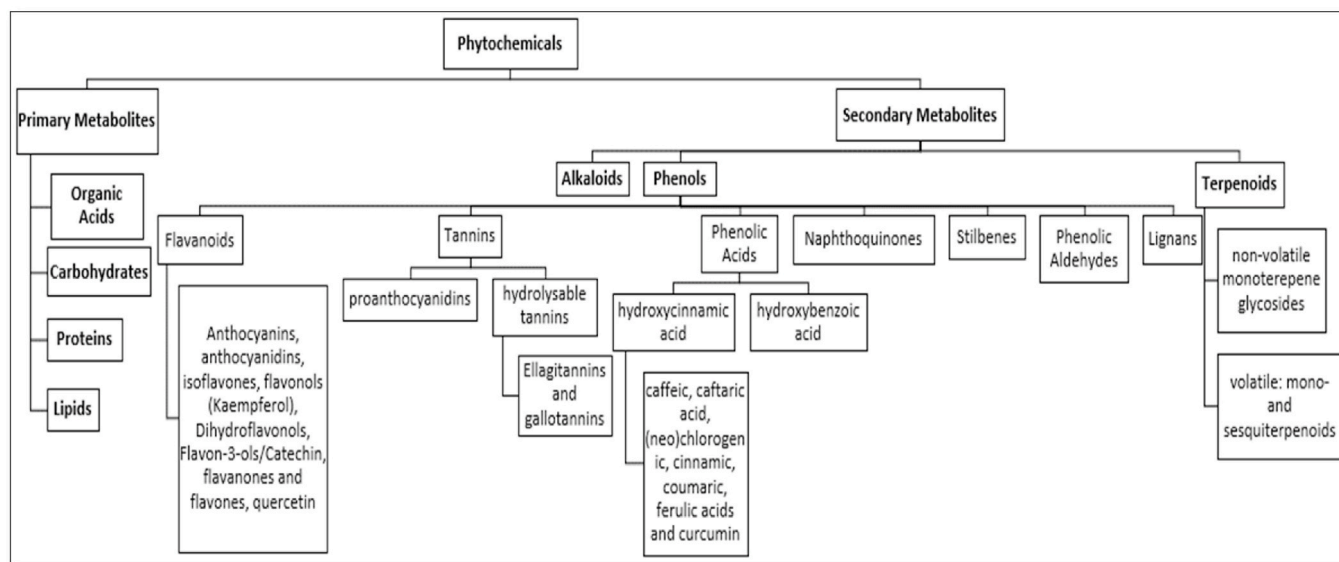 Phytochemicals
Primary Metabolites
Secondary Metabolites
Organic
Acids
Carbohydrates
Proteins
Lipids
Alkaloids
Phenols
Terpenoids
Flavanoids
Tannins
Phenolic
Acids
Naphthoquinones
Stilbenes
Phenolic
Aldehydes
Lignans
Anthocyanins,
anthocyanidins,
isoflavones, flavonols
(Kaempferol),
Dihydroflavonols,
Flavon-3-ols/Catechin,
flavanones and
flavones, quercetin
proanthocyanidins
hydrolysable
tannins
Ellagitannins
and
gallotannins
hydroxycinnamic
acid
hydroxybenzoic
acid
caffeic, caftaric
acid,
(neo)chlorogen
ic, cinnamic,
coumaric,
ferulic acids
and curcumin
non-volatile
monoterepene
glycosides
volatile: mono-
and
sesquiterpenoids